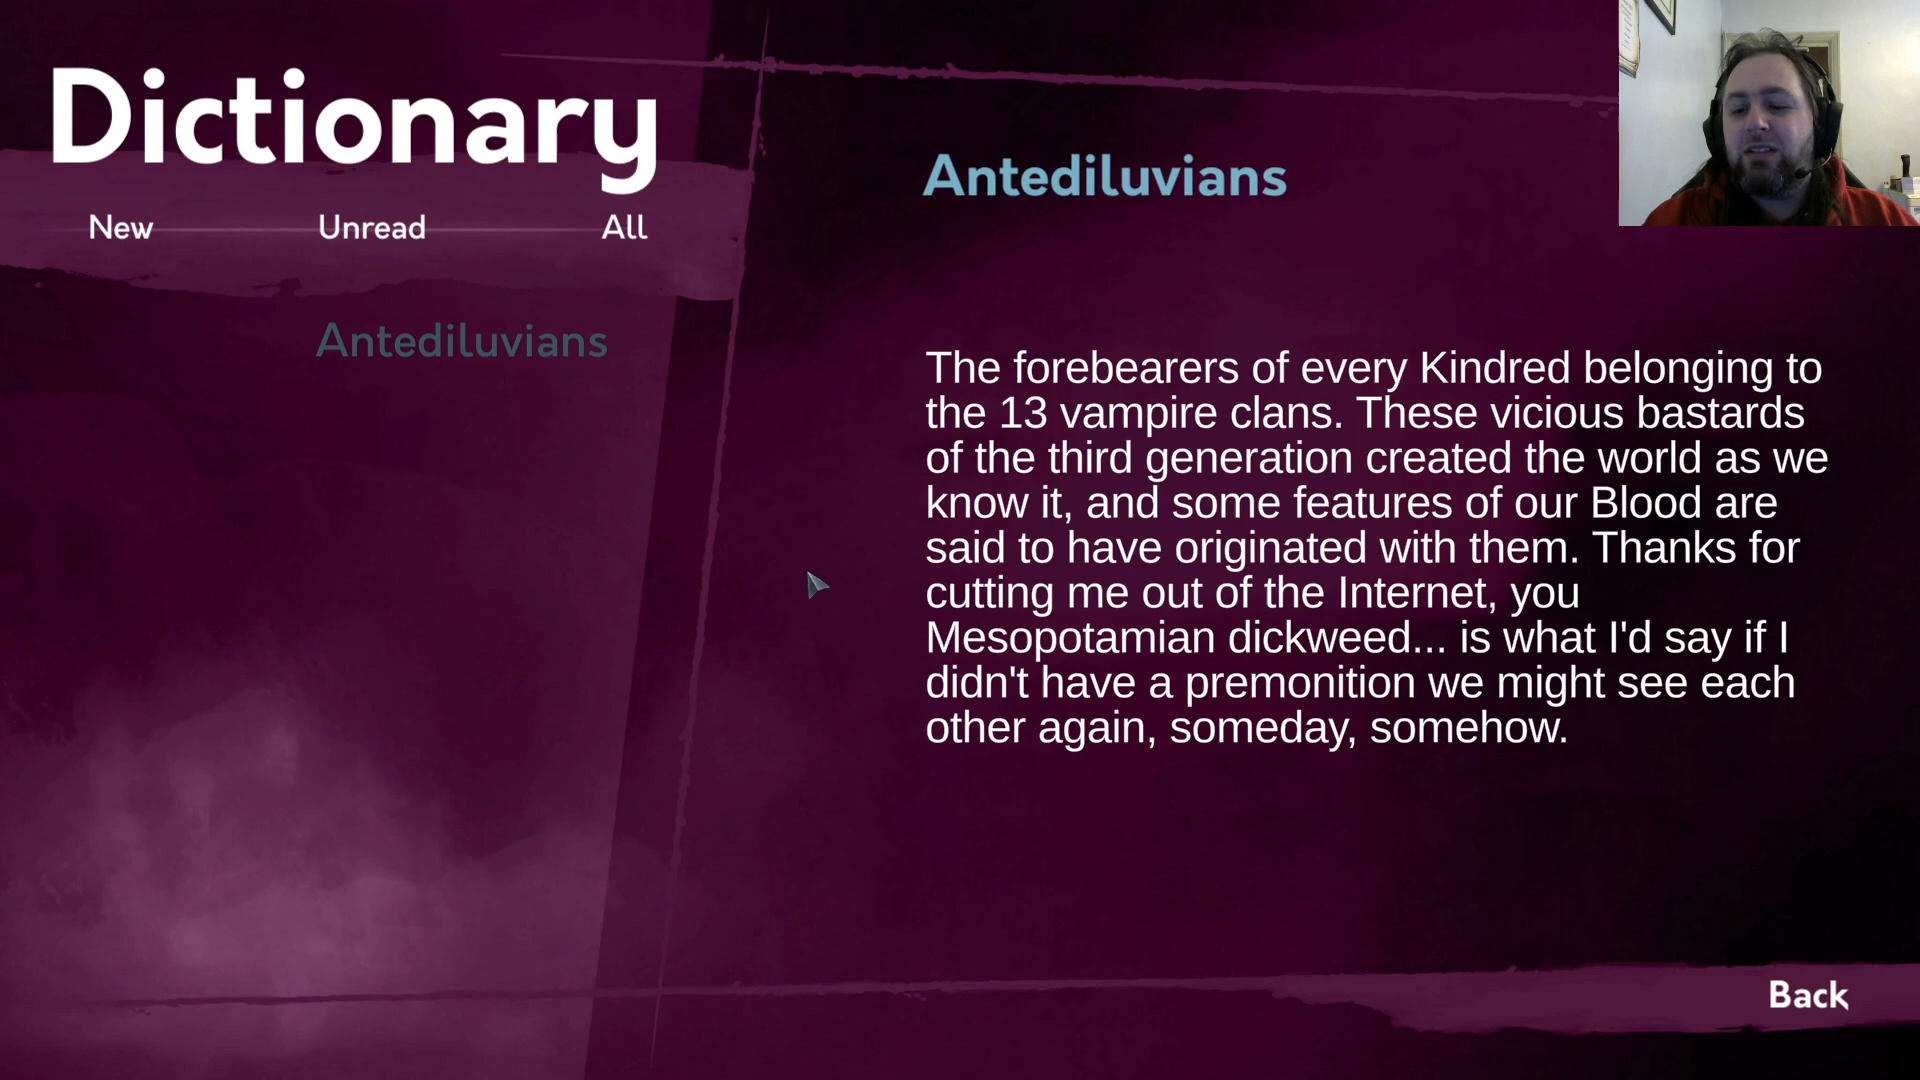 Dictionary
New Unread All
Antediluvians
Antediluvians
The forebearers of every Kindred belonging to
the 13 vampire clans. These vicious bastards
of the third generation created the world as we
know it, and some features of our Blood are
said to have originated with them. Thanks for
cutting me out of the Internet, you
Mesopotamian dickweed... is what I'd say if I
didn't have a premonition we might see each
other again, someday, somehow.
Back